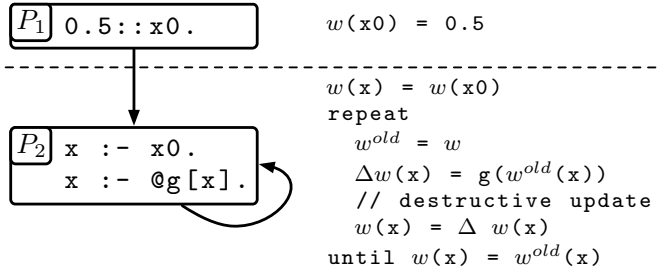 P₁ 0.5::x0.
w(x0) = 0.5
P₂ x :- x0.
x :- @g[x].
w(x) = w(x0)
repeat
w^old = w
Δw(x) = g(w^old(x))
// destructive update
w(x) = Δ w(x)
until w(x) = w^old(x)